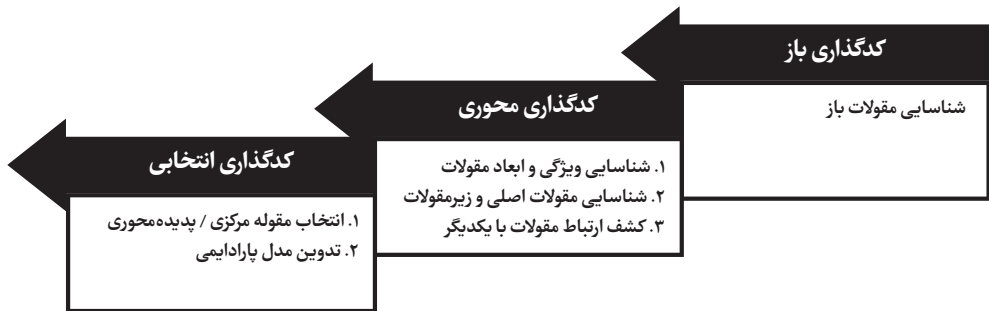 کدگذاری باز
شناسایی مقولات باز
کدگذاری محوری
۱. شناسایی ویژگی و ابعاد مقولات
۲. شناسایی مقولات اصلی و زیرمقولات
۳. کشف ارتباط مقولات با یکدیگر
کدگذاری انتخابی
۱. انتخاب مقوله مرکزی / پدیده‌محوری
۲. تدوین مدل پارادایمی